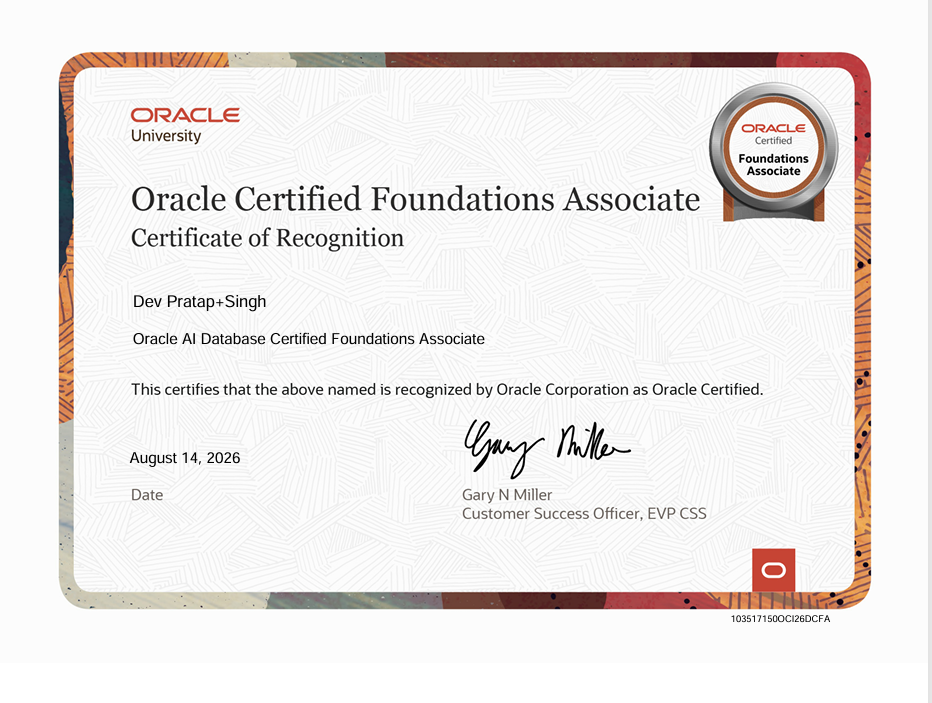 ORACLE
University
ORACLE
Certified
Foundations
Associate
Oracle Certified Foundations Associate
Certificate of Recognition
Dev Pratap+Singh
Oracle AI Database Certified Foundations Associate
This certifies that the above named is recognized by Oracle Corporation as Oracle Certified.
Gary Miller
August 14, 2026
Date
Gary N Miller
Customer Success Officer, EVP CSS
103517150OCI26DCFA